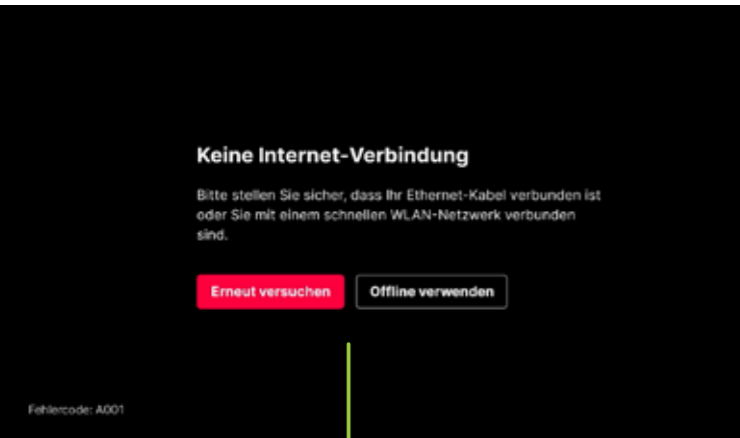 Keine Internet-Verbindung
Bitte stellen Sie sicher, dass Ihr Ethernet-Kabel verbunden ist
oder Sie mit einem schnellen WLAN-Netzwerk verbunden
sind.
Erneut versuchen
Offline verwenden
Fehlercode: A001